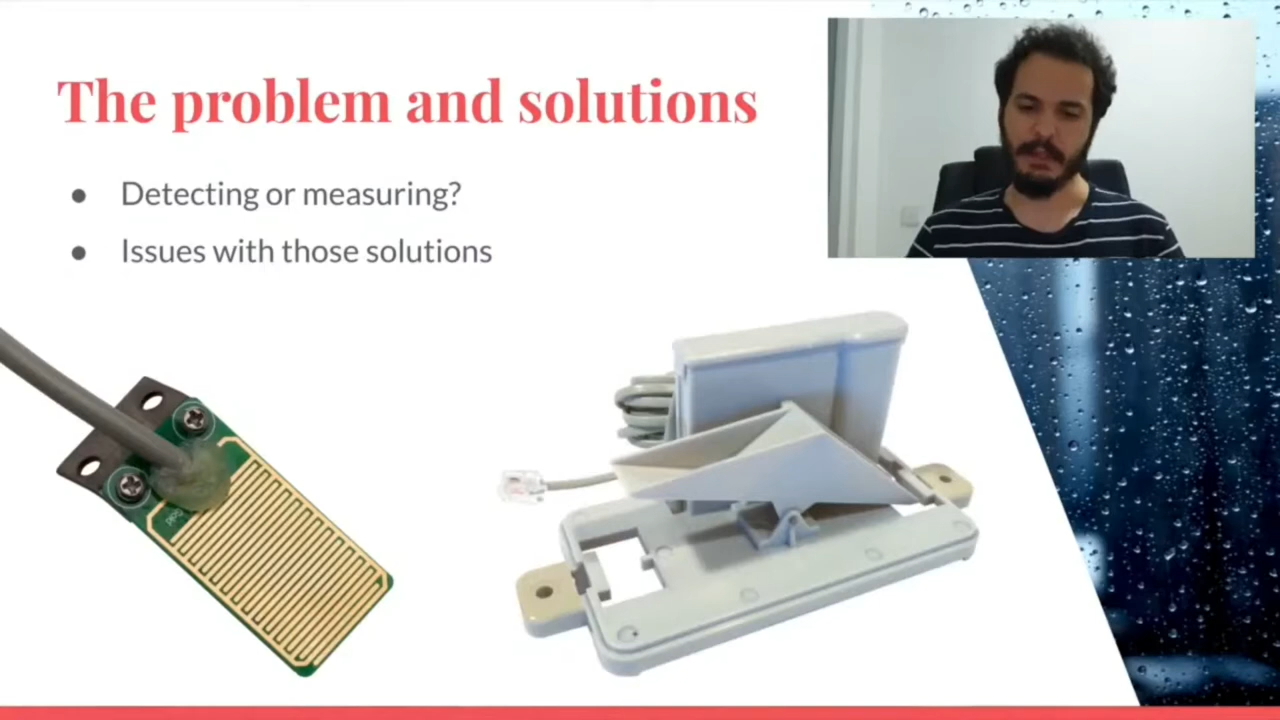 The problem and solutions
Detecting or measuring?
Issues with those solutions